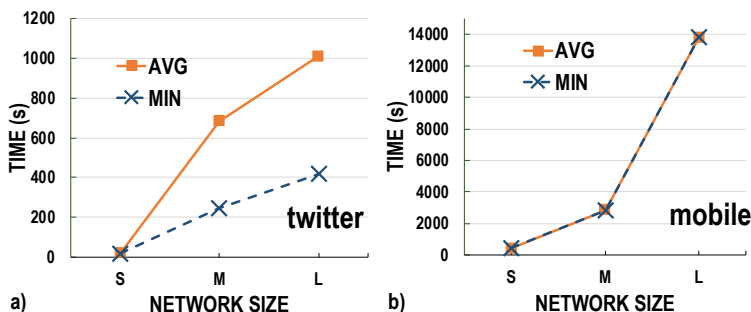 1200
1000
800
600
400
200
0
TIME (s)
AVG
MIN
twitter
S M L
NETWORK SIZE
a)
14000
12000
10000
8000
6000
4000
2000
0
TIME (s)
AVG
MIN
mobile
S M L
NETWORK SIZE
b)